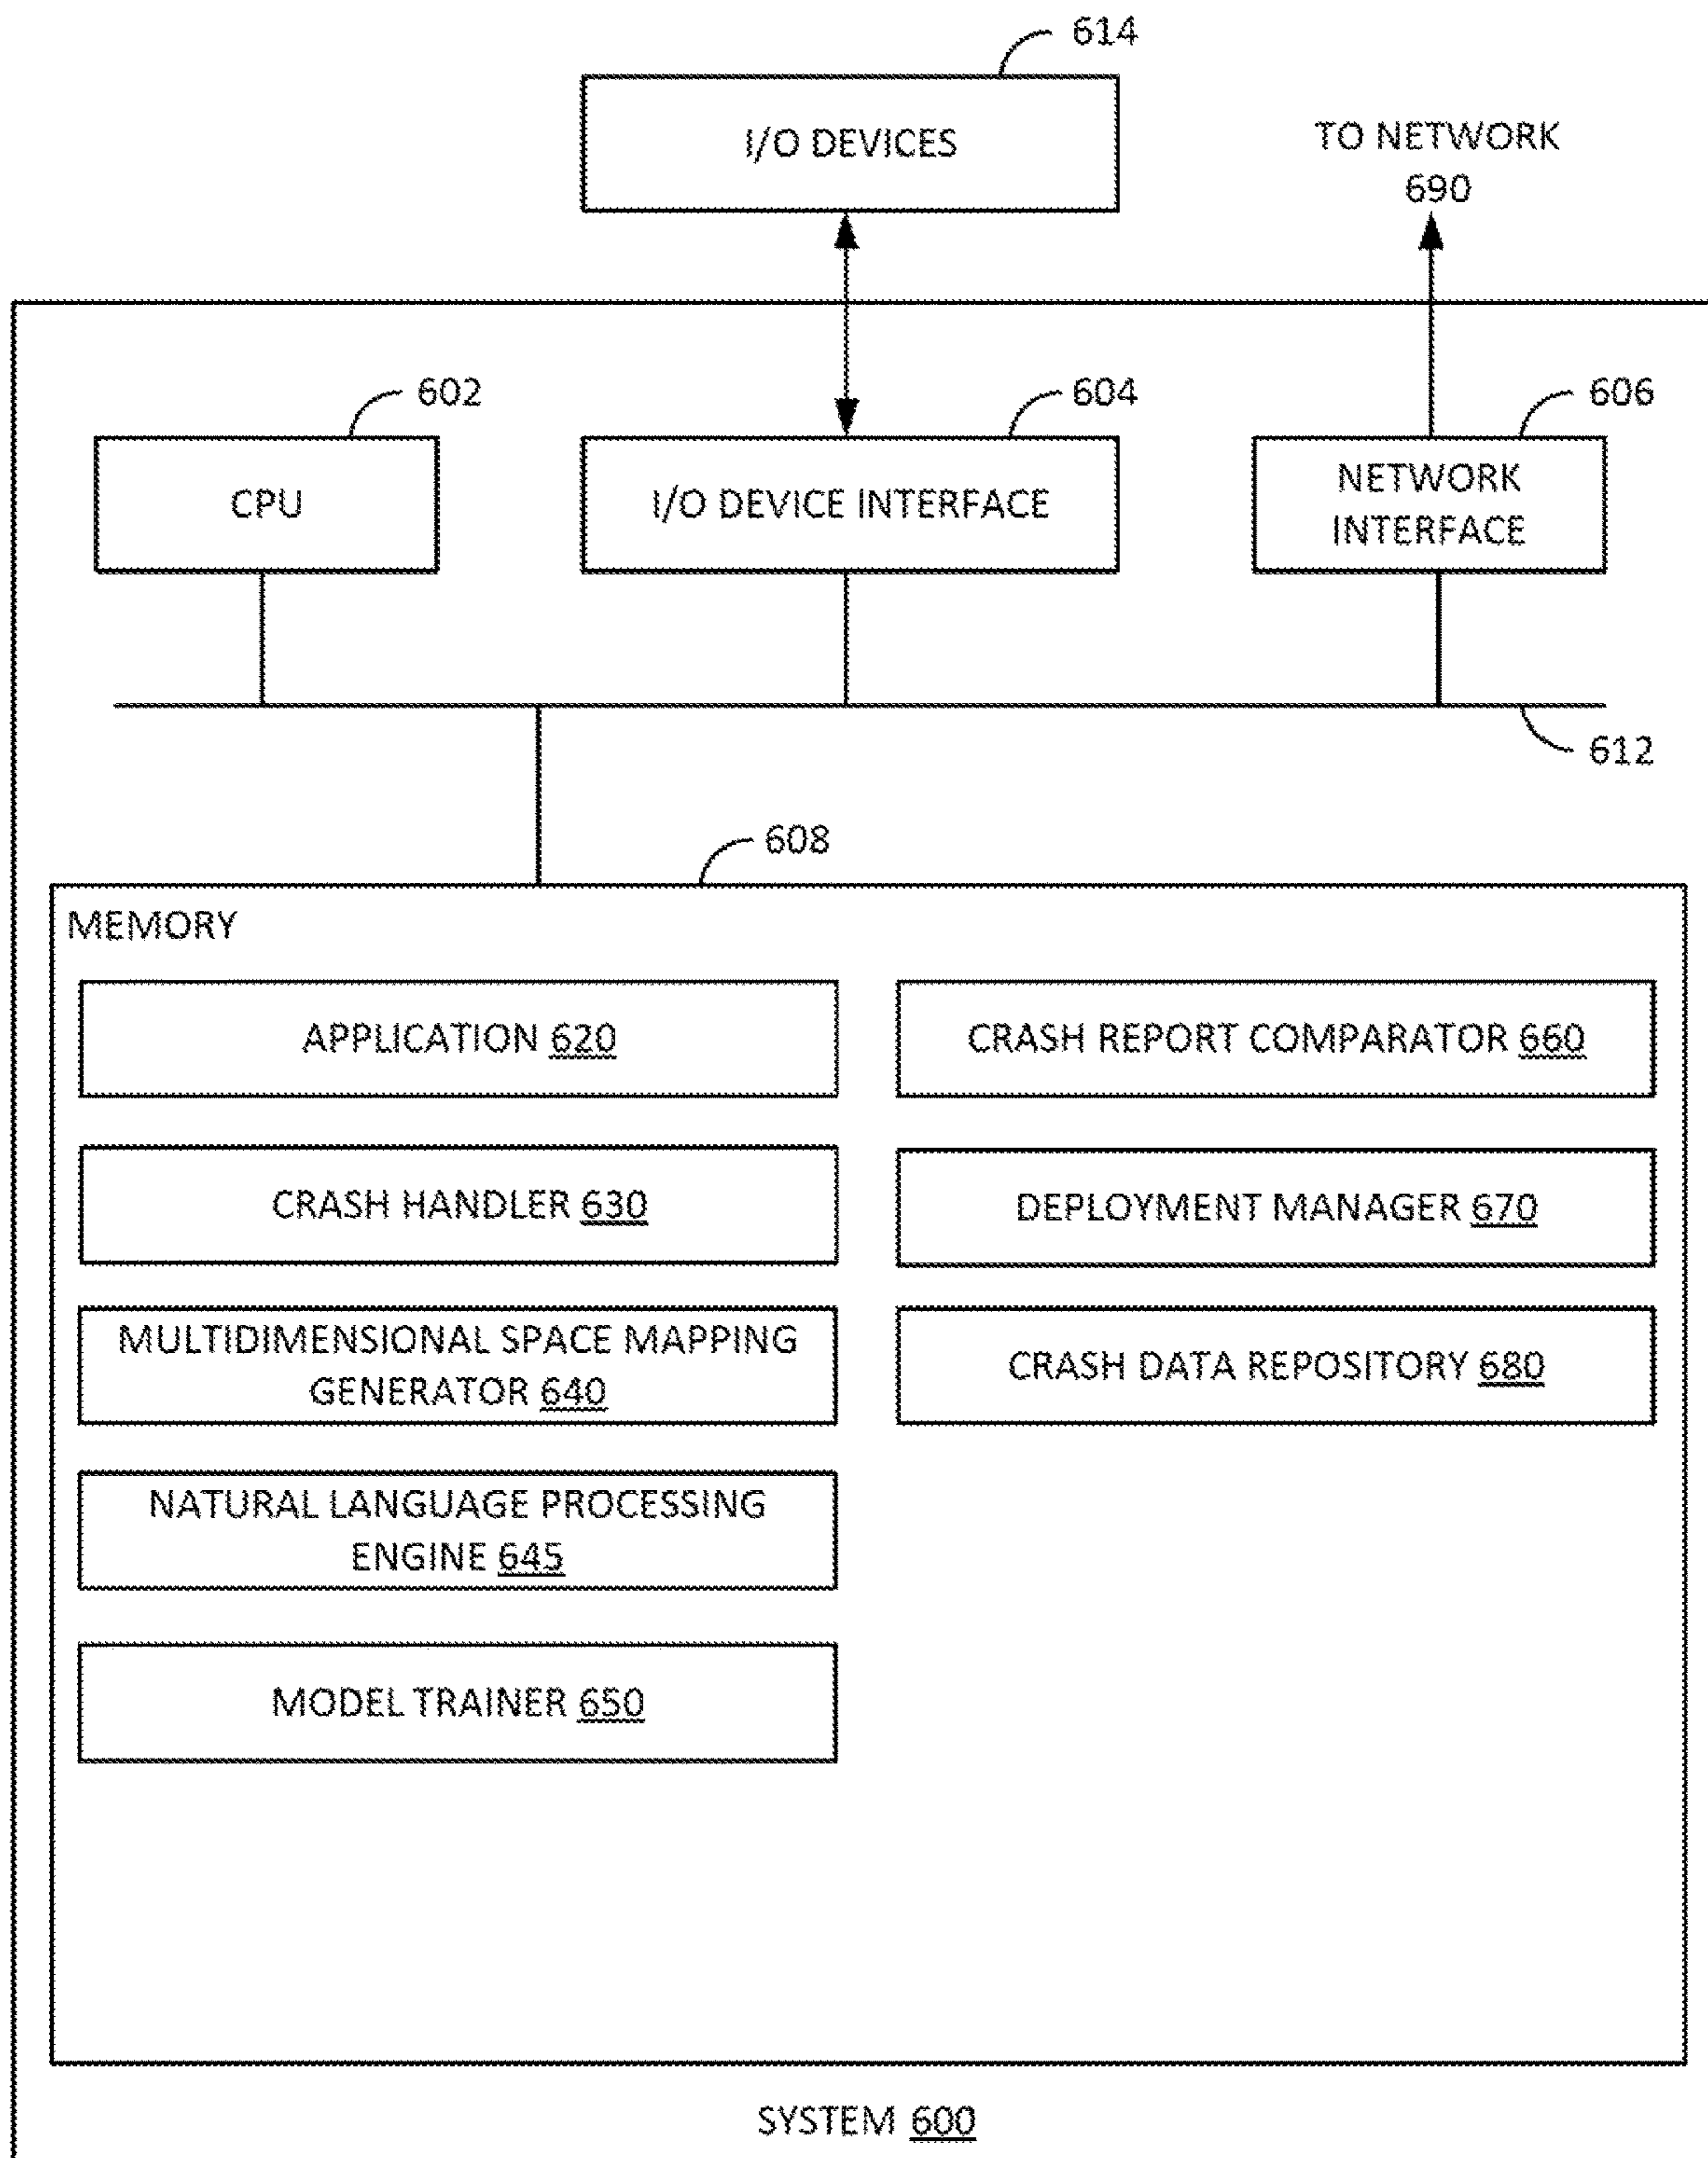 614
I/O DEVICES
TO NETWORK
690
602
604
606
CPU
I/O DEVICE INTERFACE
NETWORK
INTERFACE
612
608
MEMORY
APPLICATION 620
CRASH HANDLER 630
MULTIDIMENSIONAL SPACE MAPPING
GENERATOR 640
NATURAL LANGUAGE PROCESSING
ENGINE 645
MODEL TRAINER 650
CRASH REPORT COMPARATOR 660
DEPLOYMENT MANAGER 670
CRASH DATA REPOSITORY 680
SYSTEM 600